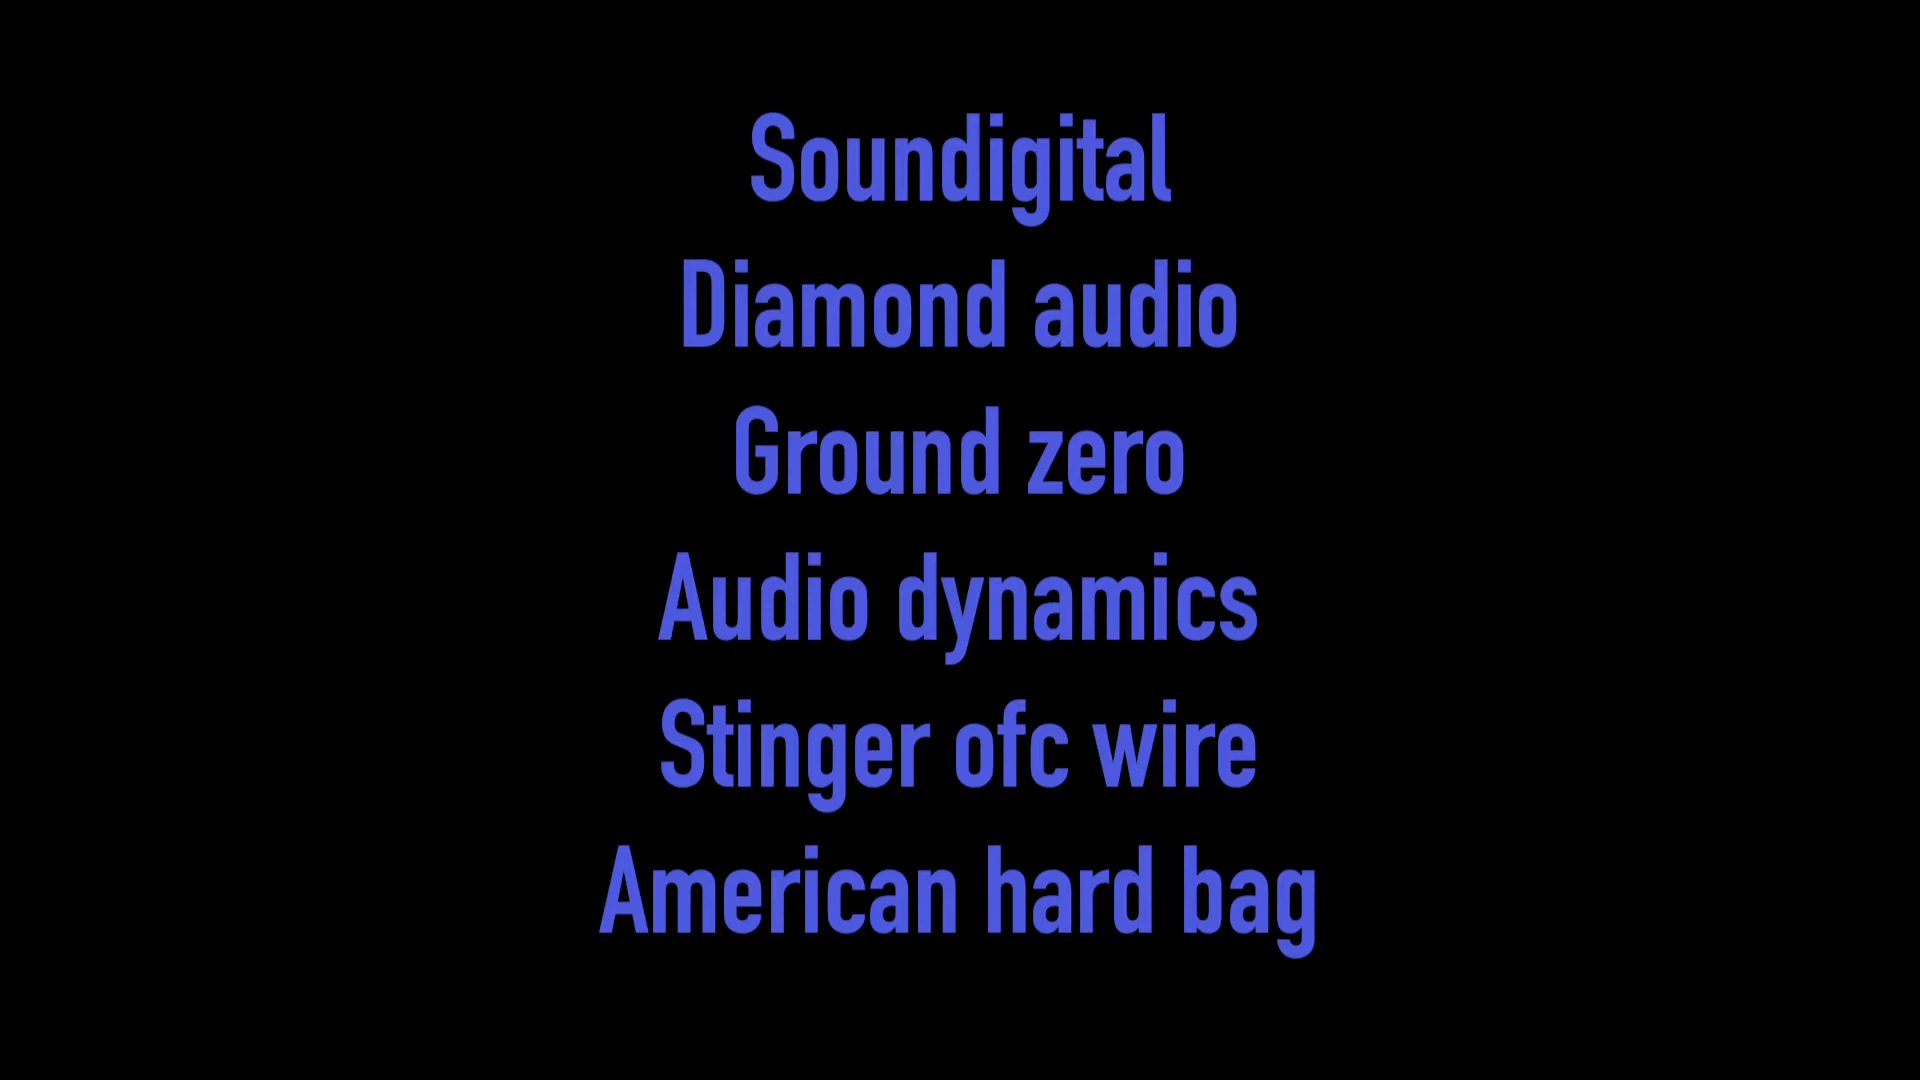 Soundigital
Diamond audio
Ground zero
Audio dynamics
Stinger ofc wire
American hard bag